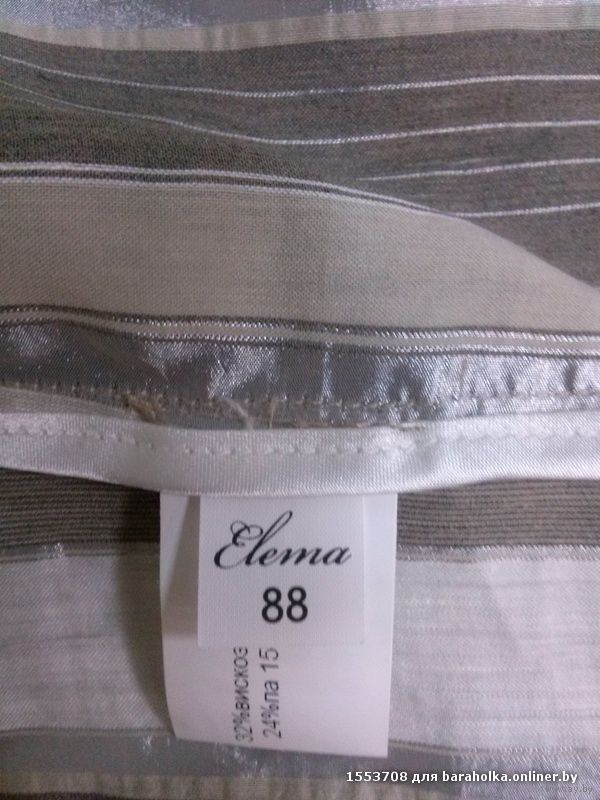 Elema
88
32%вискоз
24%па 15
1553708 для baraholka.onliner.by